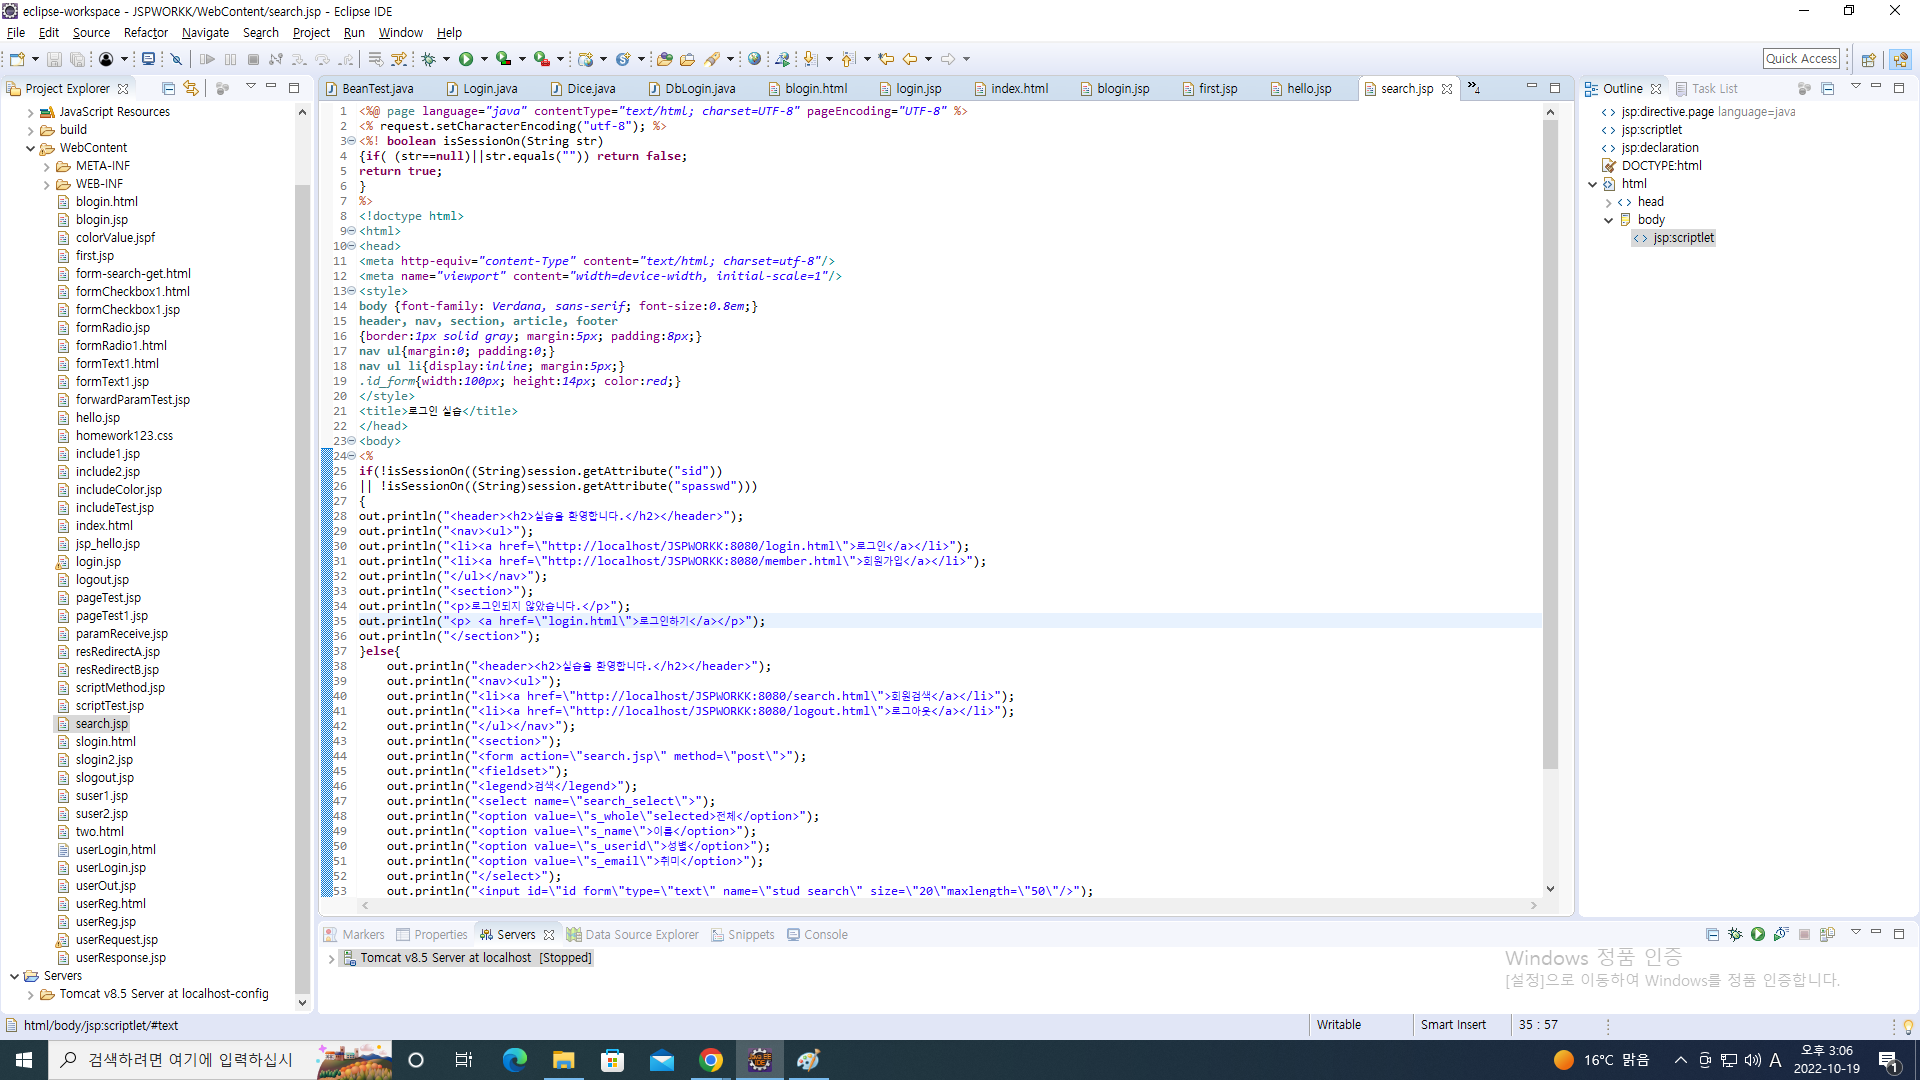 eclipse-workspace - JSPWORKK/WebContent/search.jsp - Eclipse IDE
File Edit Source Refactor Navigate Search Project Run Window Help
Quick Access
Project Explorer
JavaScript Resources
build
WebContent
META-INF
WEB-INF
blogin.html
blogin.jsp
colorValue.jspf
first.jsp
form-search-get.html
formCheckbox1.html
formCheckbox1.jsp
formRadio.jsp
formRadio1.html
formText1.html
formText1.jsp
forwardParamTest.jsp
hello.jsp
homework123.css
include1.jsp
include2.jsp
includeColor.jsp
includeTest.jsp
index.html
jsp_hello.jsp
login.jsp
logout.jsp
pageTest.jsp
pageTest1.jsp
paramReceive.jsp
resRedirectA.jsp
resRedirectB.jsp
scriptMethod.jsp
scriptTest.jsp
search.jsp
slogin.html
slogin2.jsp
slogout.jsp
suser1.jsp
suser2.jsp
two.html
userLogin,html
userLogin.jsp
userOut.jsp
userReg.html
userReg.jsp
userRequest.jsp
userResponse.jsp
Servers
Tomcat v8.5 Server at localhost-config
BeanTest.java Login.java Dice.java DbLogin.java blogin.html login.jsp index.html blogin.jsp first.jsp hello.jsp search.jsp 4
1 <%@ page language="java" contentType="text/html; charset=UTF-8" pageEncoding="UTF-8" %>
2 <% request.setCharacterEncoding("utf-8"); %>
3 <%! boolean isSessionOn(String str)
4 {if( (str==null)||str.equals("")) return false;
5 return true;
6 }
7 %>
8 <!doctype html>
9 <html>
10 <head>
11 <meta http-equiv="content-Type" content="text/html; charset=utf-8"/>
12 <meta name="viewport" content="width=device-width, initial-scale=1"/>
13 <style>
14 body {font-family: Verdana, sans-serif; font-size:0.8em;}
15 header, nav, section, article, footer
16 {border:1px solid gray; margin:5px; padding:8px;}
17 nav ul{margin:0; padding:0;}
18 nav ul li{display:inline; margin:5px;}
19 .id_form{width:100px; height:14px; color:red;}
20 </style>
21 <title>로그인 실습</title>
22 </head>
23 <body>
24 <%
25 if(!isSessionOn((String)session.getAttribute("sid"))
26 || !isSessionOn((String)session.getAttribute("spasswd")))
27 {
28 out.println("<header><h2>실습을 환영합니다.</h2></header>");
29 out.println("<nav><ul>");
30 out.println("<li><a href=\"http://localhost/JSPWORKK:8080/login.html\">로그인</a></li>");
31 out.println("<li><a href=\"http://localhost/JSPWORKK:8080/member.html\">회원가입</a></li>");
32 out.println("</ul></nav>");
33 out.println("<section>");
34 out.println("<p>로그인되지 않았습니다.</p>");
35 out.println("<p> <a href=\"login.html\">로그인하기</a></p>");
36 out.println("</section>");
37 }else{
38 out.println("<header><h2>실습을 환영합니다.</h2></header>");
39 out.println("<nav><ul>");
40 out.println("<li><a href=\"http://localhost/JSPWORKK:8080/search.html\">회원검색</a></li>");
41 out.println("<li><a href=\"http://localhost/JSPWORKK:8080/logout.html\">로그아웃</a></li>");
42 out.println("</ul></nav>");
43 out.println("<section>");
44 out.println("<form action=\"search.jsp\" method=\"post\">");
45 out.println("<fieldset>");
46 out.println("<legend>검색</legend>");
47 out.println("<select name=\"search_select\">");
48 out.println("<option value=\"s_whole\"selected>전체</option>");
49 out.println("<option value=\"s_name\">이름</option>");
50 out.println("<option value=\"s_userid\">성별</option>");
51 out.println("<option value=\"s_email\">취미</option>");
52 out.println("</select>");
53 out.println("<input id=\"id form\"type=\"text\" name=\"stud search\" size=\"20\"maxlength=\"50\"/>");
Outline Task List
jsp:directive.page language=java
jsp:scriptlet
jsp:declaration
DOCTYPE:html
html
head
body
jsp:scriptlet
Markers Properties Servers Data Source Explorer Snippets Console
Tomcat v8.5 Server at localhost [Stopped]
Windows 정품 인증
[설정]으로 이동하여 Windows를 정품 인증합니다.
html/body/jsp:scriptlet/#text
Writable Smart Insert 35 : 57
검색하려면 여기에 입력하십시
16°C 맑음
A
오후 3:06
2022-10-19
1